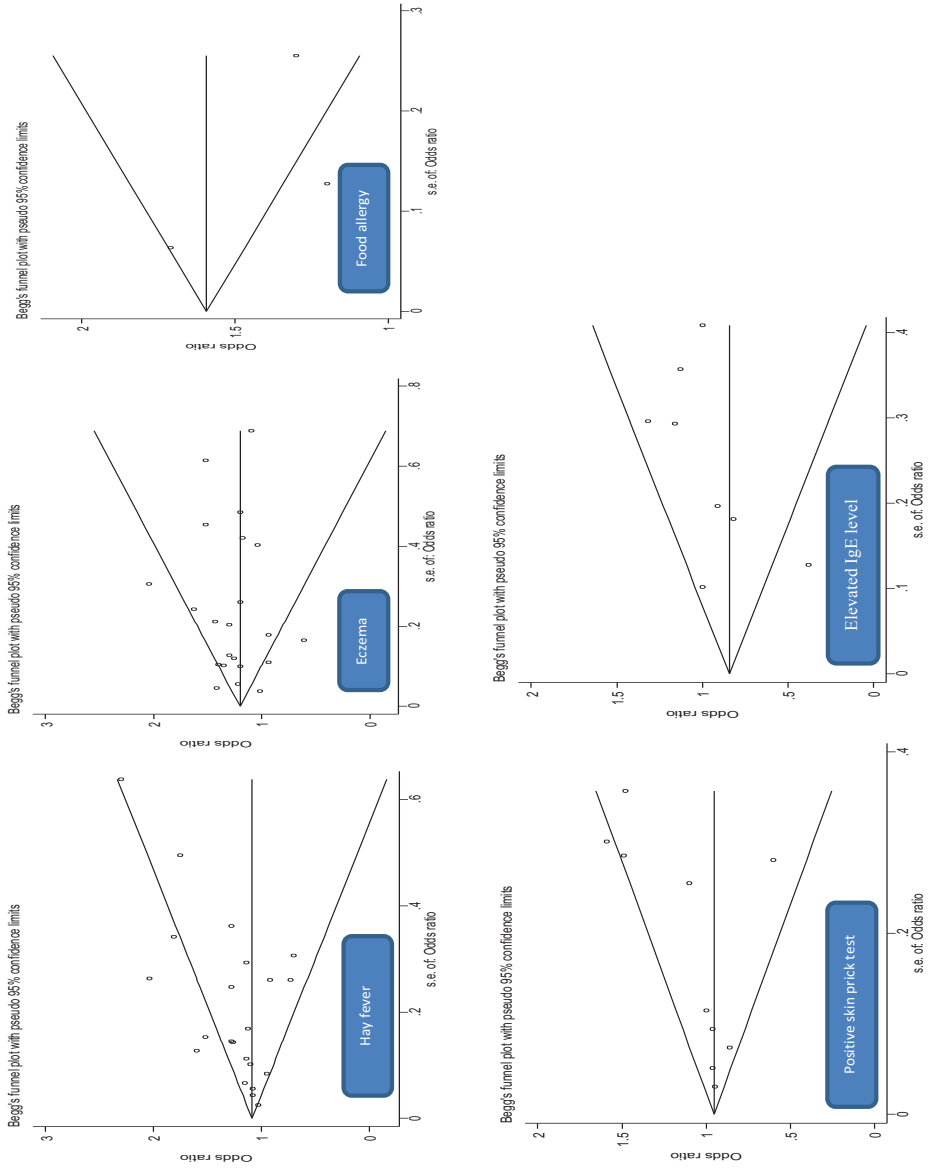 Begg's funnel plot with pseudo 95% confidence limits
Odds ratio
3
2
1
0
0
.2
.4
.6
s.e. of: Odds ratio
Hay fever
Begg's funnel plot with pseudo 95% confidence limits
Odds ratio
3
2
1
0
0
.2
.4
.6
.8
s.e. of: Odds ratio
Eczema
Begg's funnel plot with pseudo 95% confidence limits
Odds ratio
2
1.5
1
0
.1
.2
.3
s.e. of: Odds ratio
Food allergy
Begg's funnel plot with pseudo 95% confidence limits
Odds ratio
2
1.5
1
.5
0
0
.2
.4
s.e. of: Odds ratio
Positive skin prick test
Begg's funnel plot with pseudo 95% confidence limits
Odds ratio
2
1.5
1
.5
0
0
.1
.2
.3
.4
s.e. of: Odds ratio
Elevated IgE level